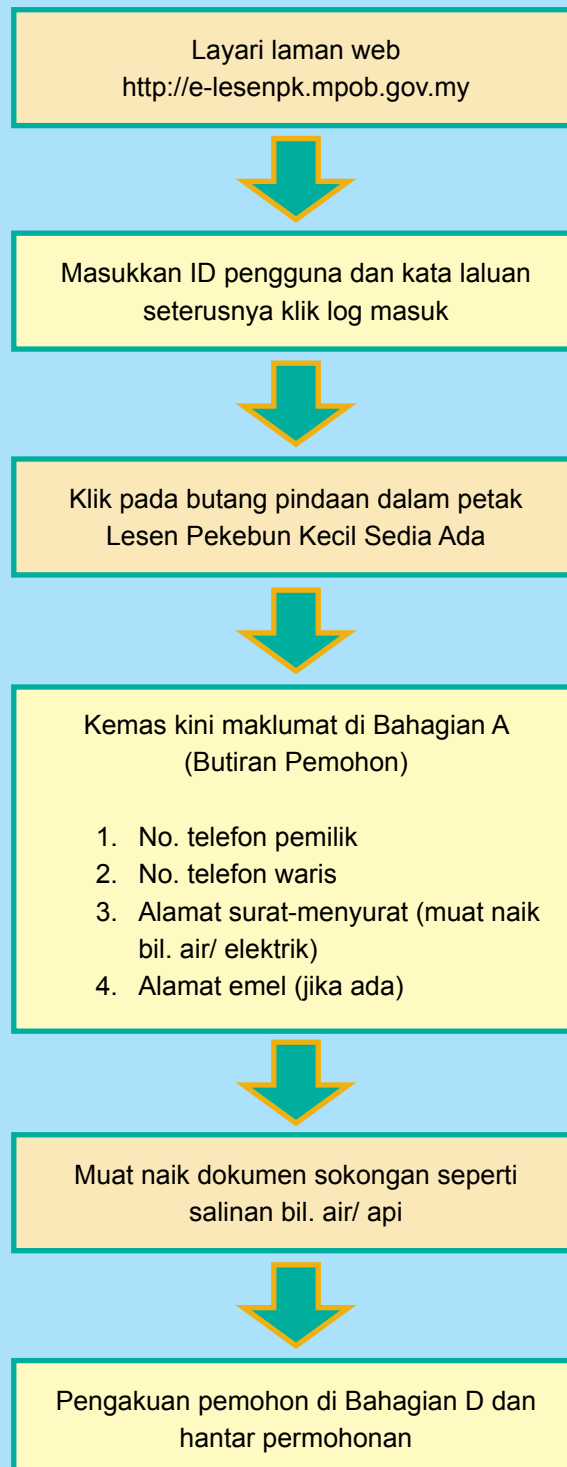 Layari laman web
http://e-lesenpk.mpob.gov.my
Masukkan ID pengguna dan kata laluan
seterusnya klik log masuk
Klik pada butang pindaan dalam petak
Lesen Pekebun Kecil Sedia Ada
Kemas kini maklumat di Bahagian A
(Butiran Pemohon)
1. No. telefon pemilik
2. No. telefon waris
3. Alamat surat-menyurat (muat naik
bil. air/ elektrik)
4. Alamat emel (jika ada)
Muat naik dokumen sokongan seperti
salinan bil. air/ api
Pengakuan pemohon di Bahagian D dan
hantar permohonan